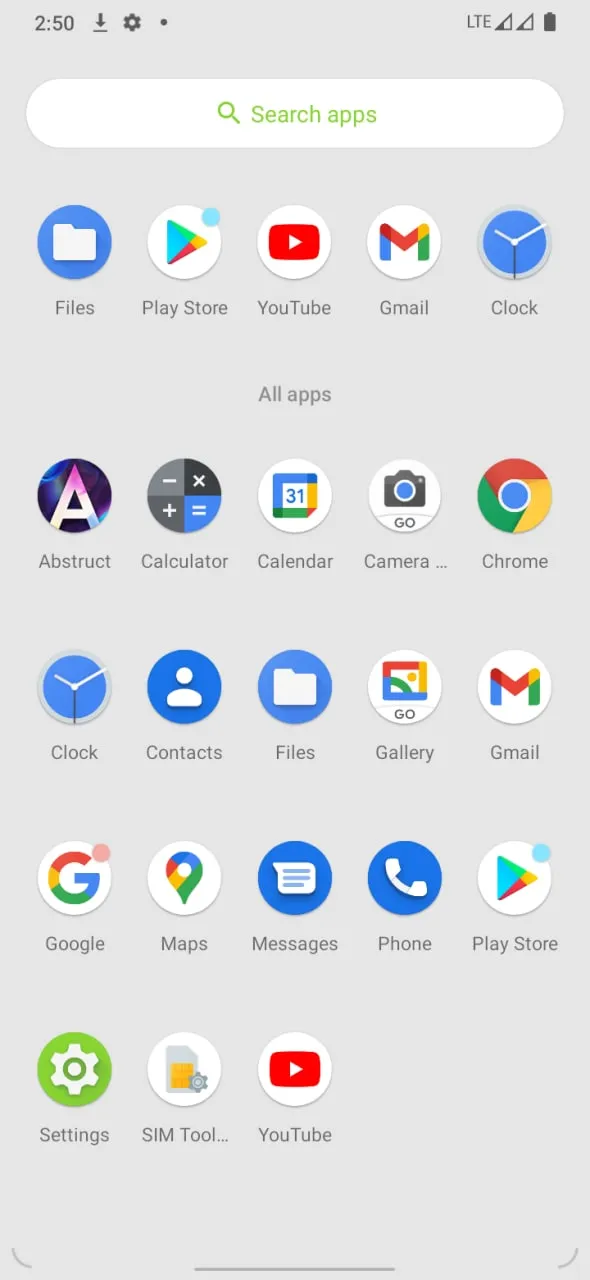 2:50 LTE
Search apps
Files Play Store YouTube Gmail Clock
All apps
A 31 GO
Abstruct Calculator Calendar Camera ... Chrome
GO
Clock Contacts Files Gallery Gmail
G
Google Maps Messages Phone Play Store
Settings SIM Tool... YouTube